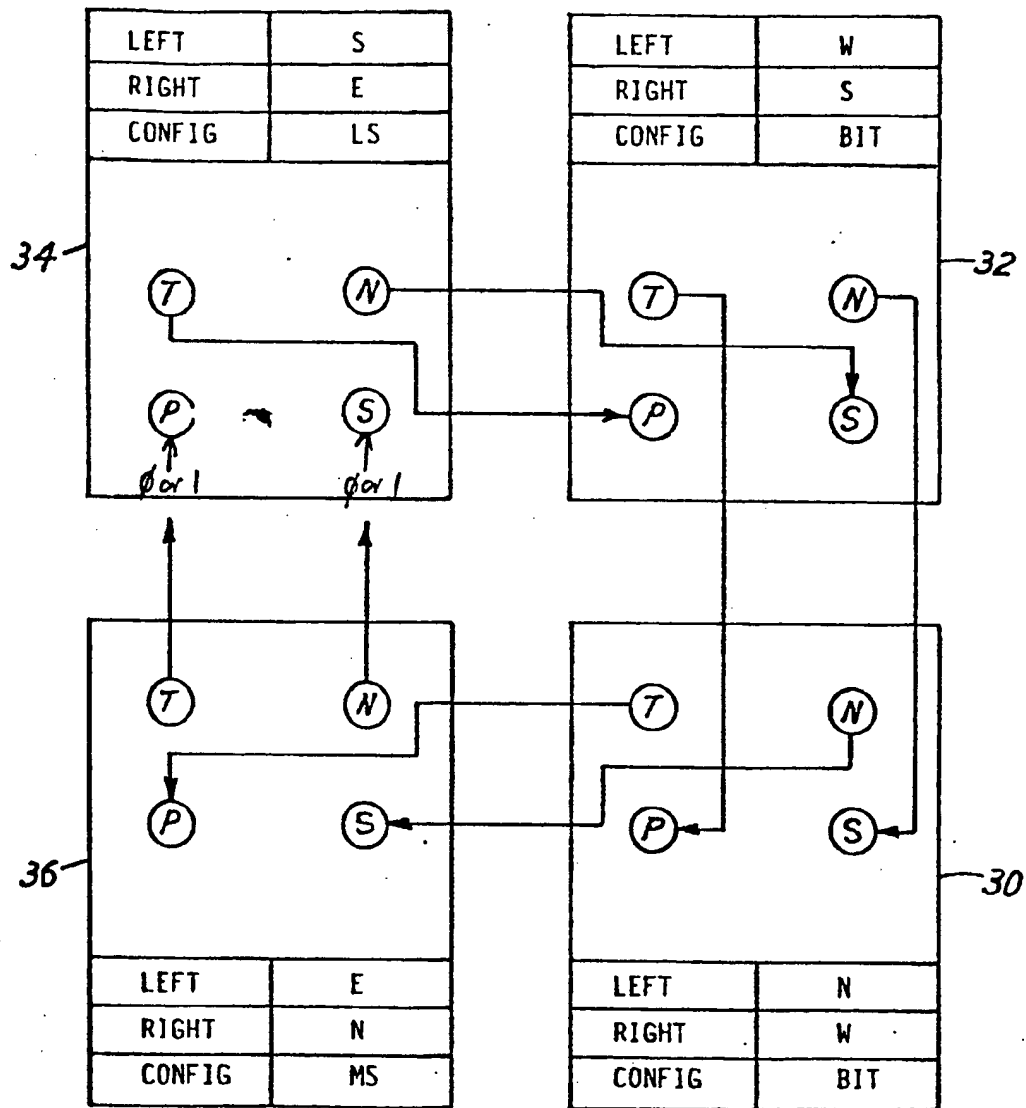 LEFT S
RIGHT E
CONFIG LS
LEFT W
RIGHT S
CONFIG BIT
34
32
T N
T N
P S
P S
ϕ or 1 ϕ or 1
T N
T N
P S
P S
36
30
LEFT E
RIGHT N
CONFIG MS
LEFT N
RIGHT W
CONFIG BIT